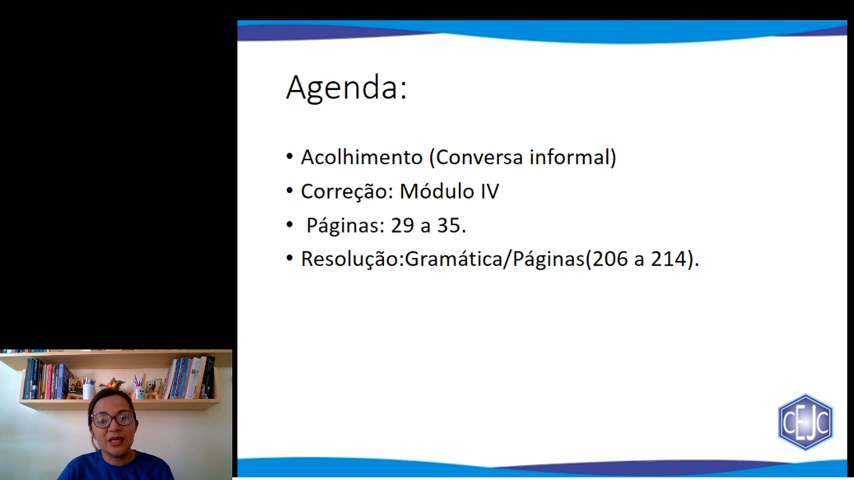 Agenda:
• Acolhimento (Conversa informal)
• Correção: Módulo IV
• Páginas: 29 a 35.
• Resolução:Gramática/Páginas(206 a 214).
CEJC